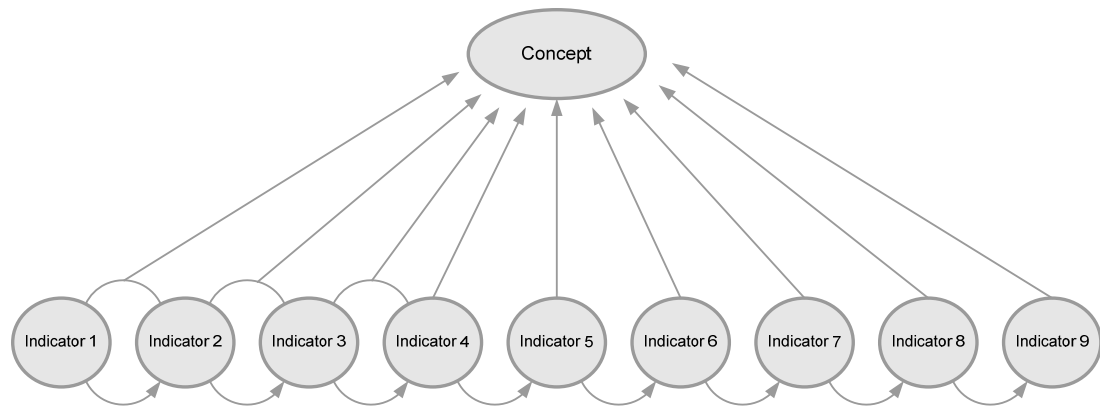 Concept
Indicator 1
Indicator 2
Indicator 3
Indicator 4
Indicator 5
Indicator 6
Indicator 7
Indicator 8
Indicator 9